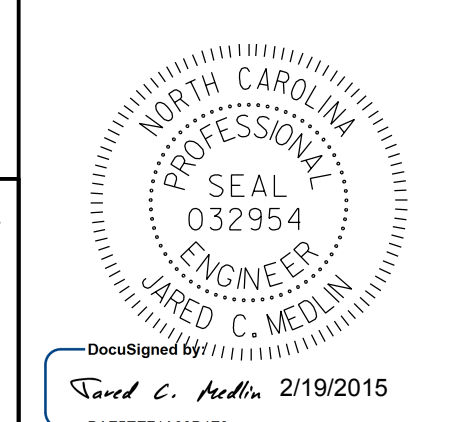 NORTH CAROLINA
PROFESSIONAL
SEAL
032954
ENGINEER
JARED C. MEDLIN
DocuSigned by:
Jared C. Medlin 2/19/2015